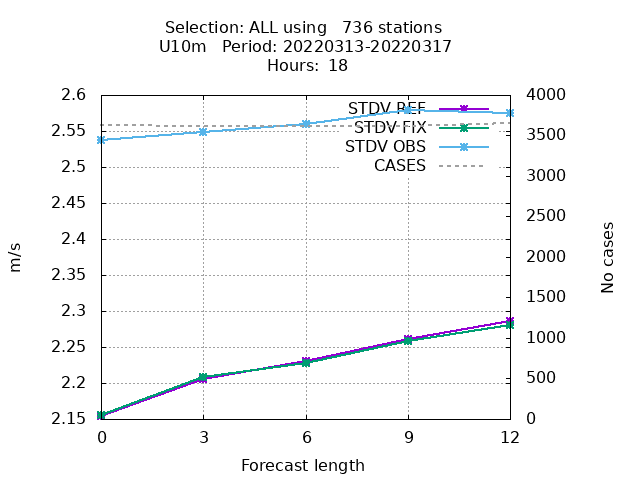 Selection: ALL using   736 stations
U10m   Period: 20220313-20220317
Hours: 18
2.6
2.55
2.5
2.45
2.4
2.35
2.3
2.25
2.2
2.15
4000
3500
3000
2500
2000
1500
1000
500
0
STDV REF
STDV FIX
STDV OBS
CASES
m/s
No cases
0 3 6 9 12
Forecast length